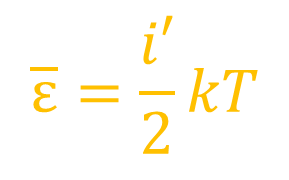 ε̅ = i′/2 kT